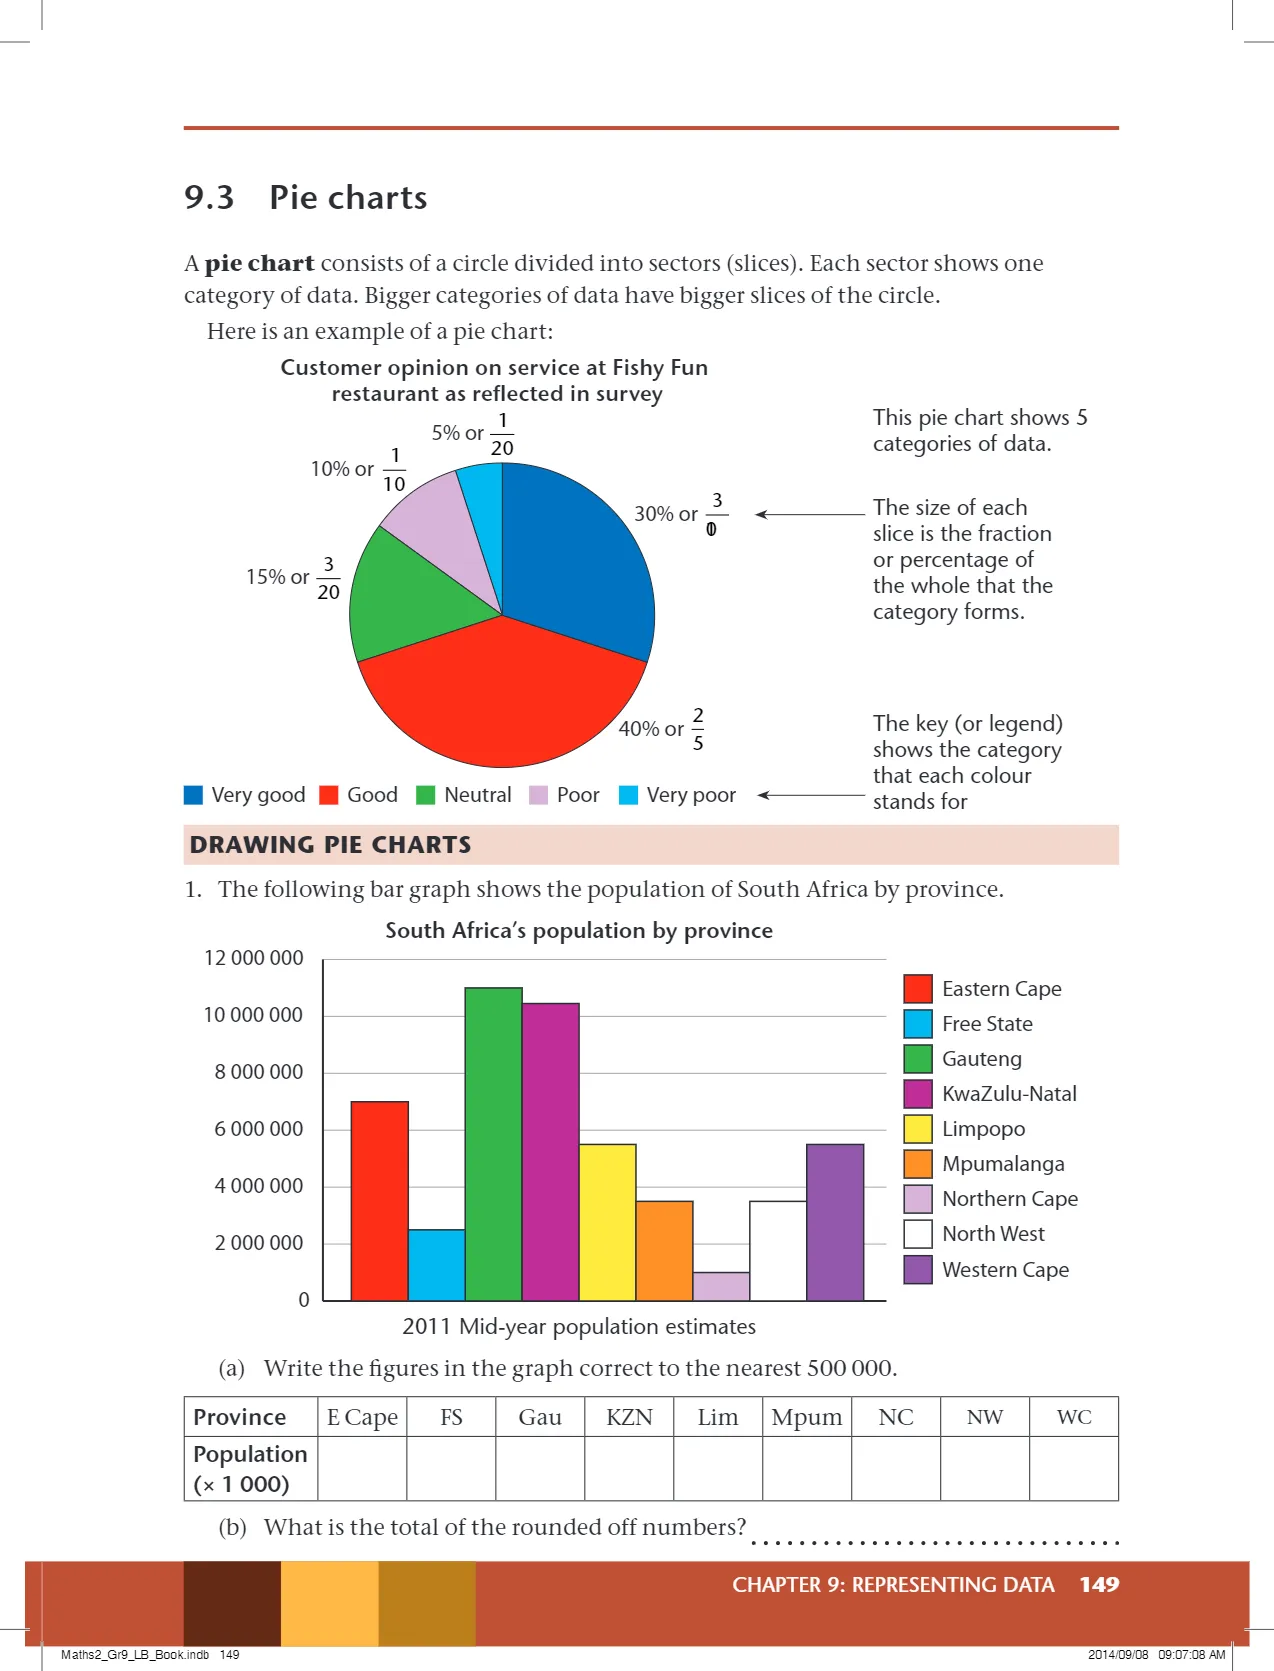 9.3 Pie charts
A pie chart consists of a circle divided into sectors (slices). Each sector shows one
category of data. Bigger categories of data have bigger slices of the circle.
Here is an example of a pie chart:
Customer opinion on service at Fishy Fun
restaurant as reflected in survey
5% or 1/20
10% or 1/10
30% or 3/10
15% or 3/20
40% or 2/5
This pie chart shows 5
categories of data.
The size of each
slice is the fraction
or percentage of
the whole that the
category forms.
The key (or legend)
shows the category
that each colour
stands for
Very good Good Neutral Poor Very poor
DRAWING PIE CHARTS
1. The following bar graph shows the population of South Africa by province.
South Africa's population by province
12 000 000
10 000 000
8 000 000
6 000 000
4 000 000
2 000 000
0
Eastern Cape
Free State
Gauteng
KwaZulu-Natal
Limpopo
Mpumalanga
Northern Cape
North West
Western Cape
2011 Mid-year population estimates
(a) Write the figures in the graph correct to the nearest 500 000.
Province E Cape FS Gau KZN Lim Mpum NC NW WC
Population
(× 1 000)
(b) What is the total of the rounded off numbers? ...............................
CHAPTER 9: REPRESENTING DATA 149
Maths2_Gr9_LB_Book.indb 149
2014/09/08 09:07:08 AM